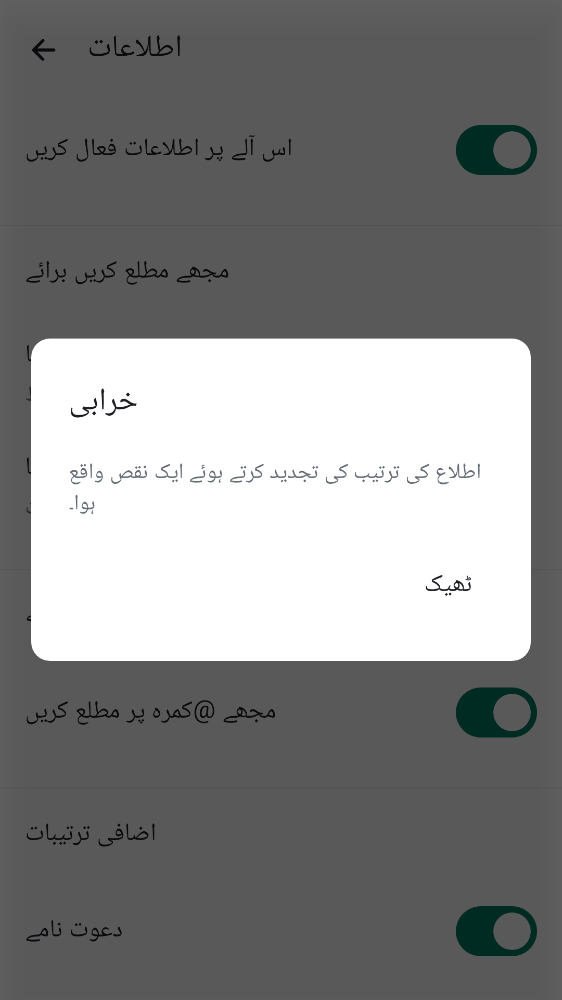 اطلاعات
اس آلے پر اطلاعات فعال کریں
مجھے مطلع کریں برائے
خرابی
اطلاع کی ترتیب کی تجدید کرتے ہوئے ایک نقص واقع
ہوا۔
ٹھیک
مجھے @کمرہ پر مطلع کریں
اضافی ترتیبات
دعوت نامے